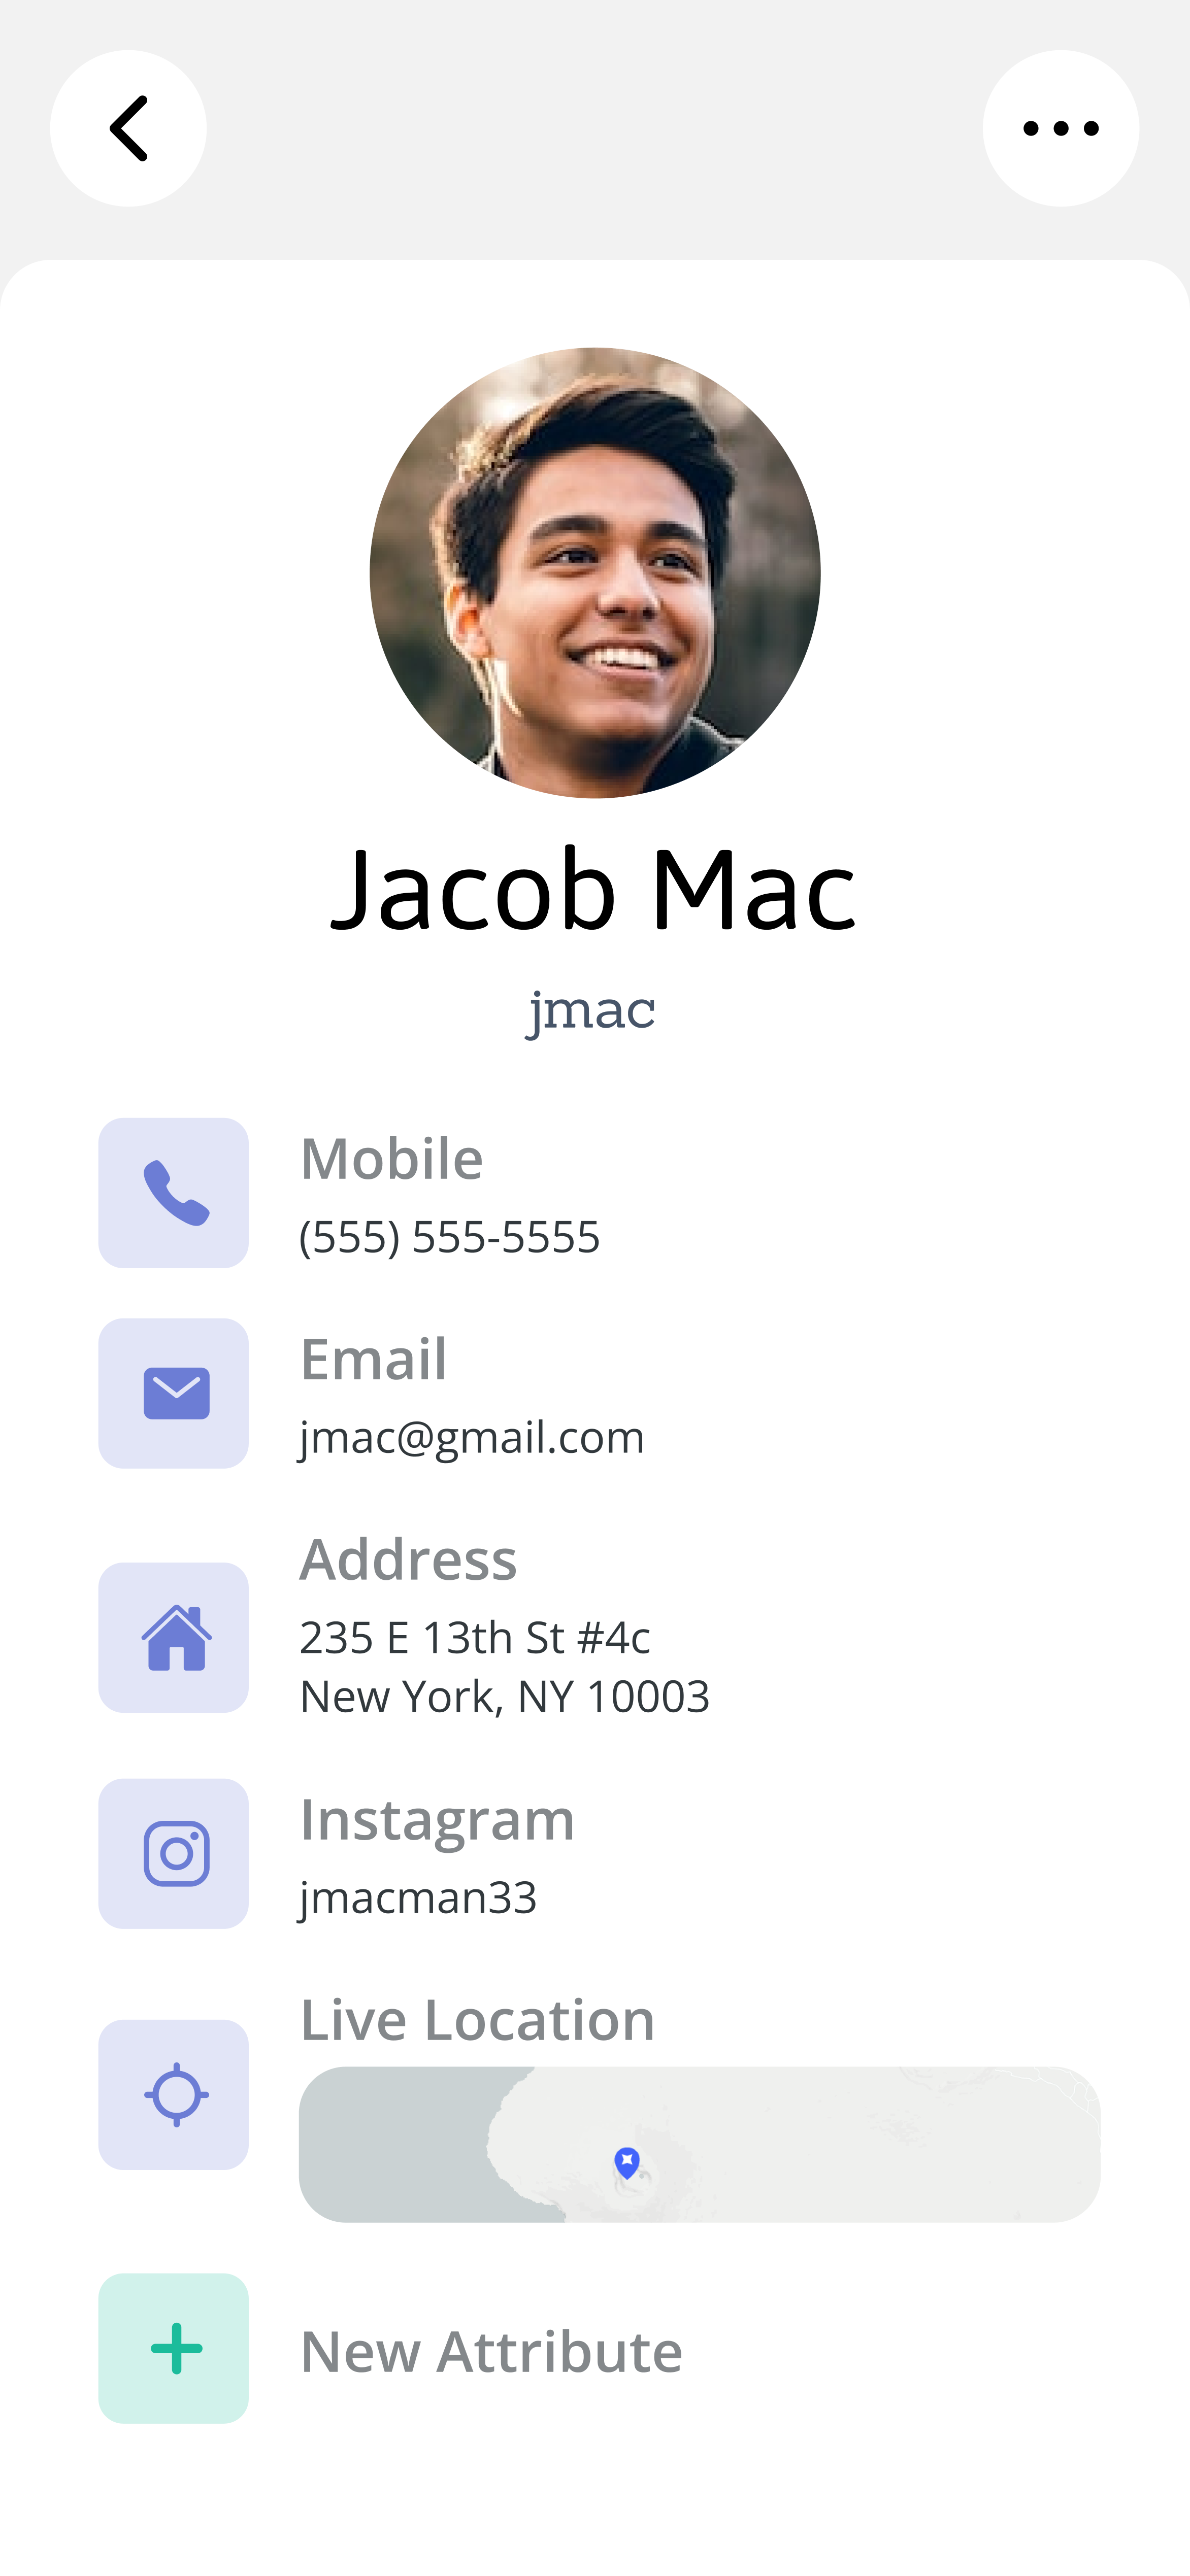 Jacob Mac
jmac
Mobile
(555) 555-5555
Email
jmac@gmail.com
Address
235 E 13th St #4c
New York, NY 10003
Instagram
jmacman33
Live Location
New Attribute